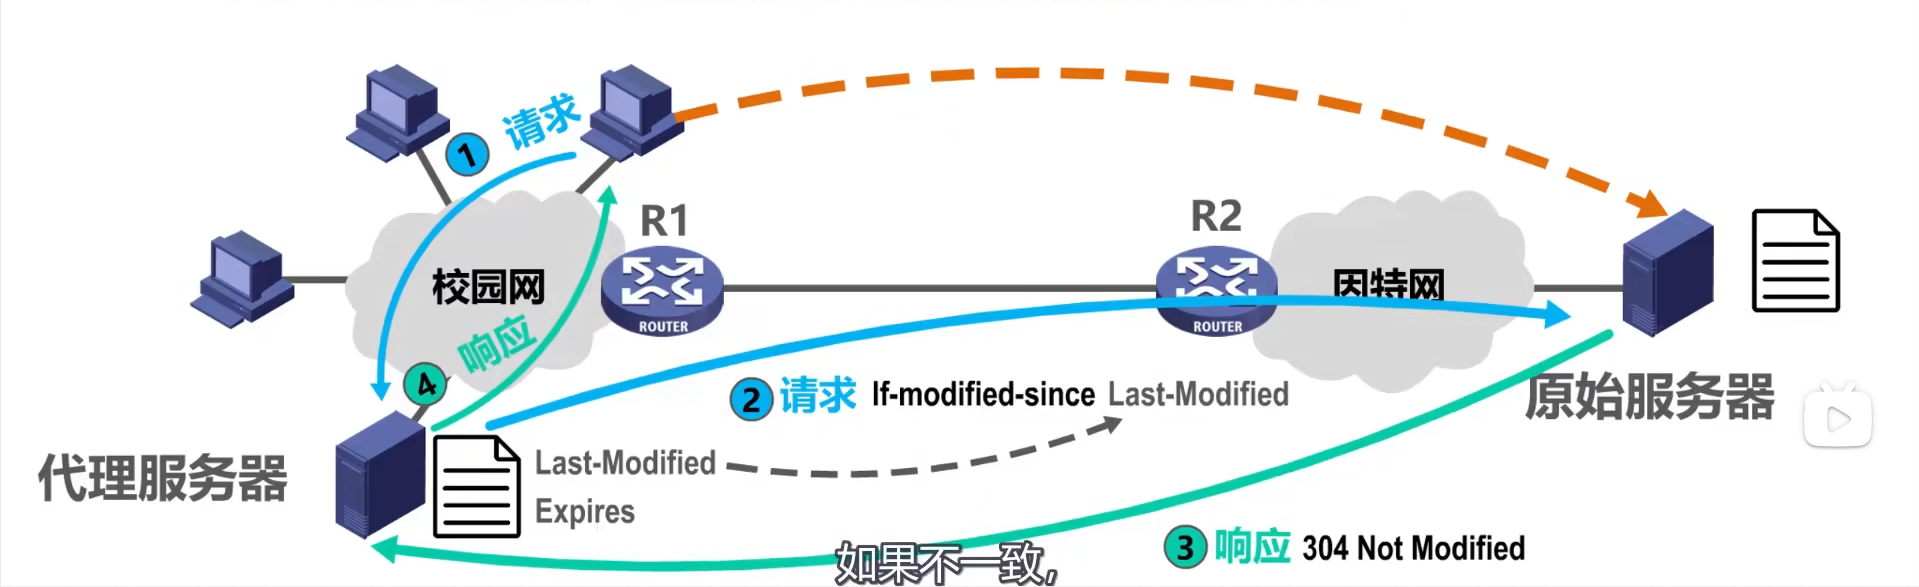 1 请求
R1
R2
校园网
因特网
ROUTER
ROUTER
4 响应
2 请求 If-modified-since Last-Modified
原始服务器
代理服务器
Last-Modified
Expires
3 响应 304 Not Modified
如果不一致,